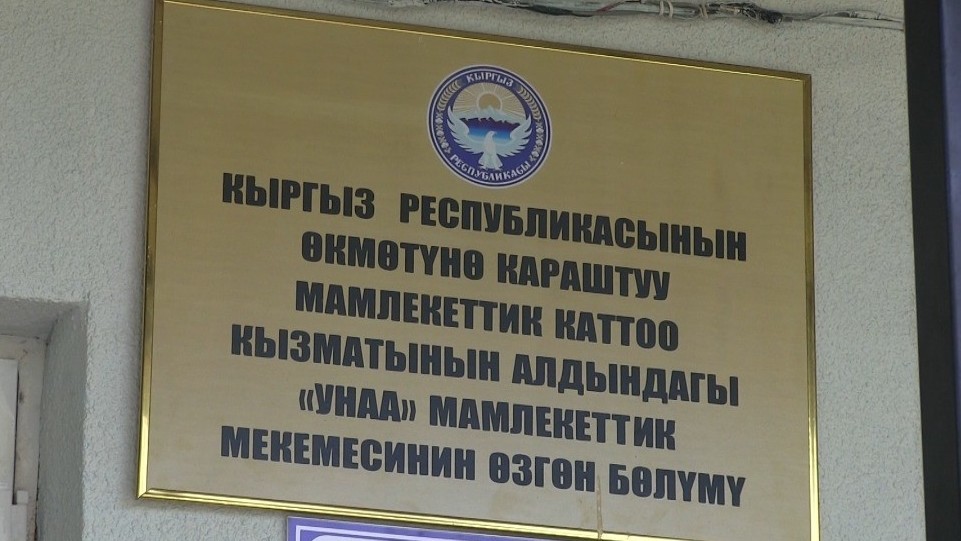 КЫРГЫЗ
РЕСПУБЛИКАСЫ
КЫРГЫЗ РЕСПУБЛИКАСЫНЫН
ӨКМӨТҮНӨ КАРАШТУУ
МАМЛЕКЕТТИК КАТТОО
КЫЗМАТЫНЫН АЛДЫНДАГЫ
«УНАА» МАМЛЕКЕТТИК
МЕКЕМЕСИНИН ӨЗГӨН БӨЛҮМҮ